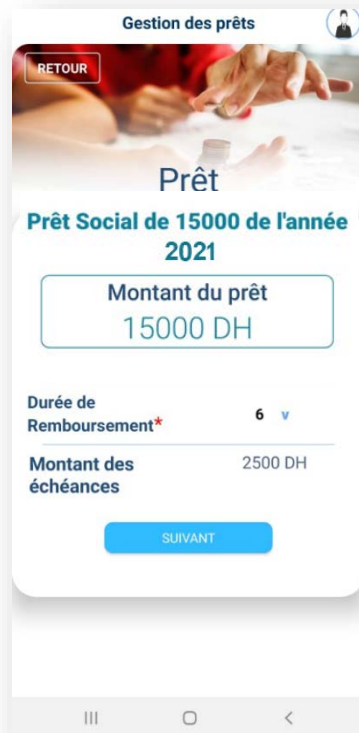 Gestion des prêts
RETOUR
Prêt
Prêt Social de 15000 de l'année
2021
Montant du prêt
15000 DH
Durée de
Remboursement*
6 v
Montant des
échéances
2500 DH
SUIVANT